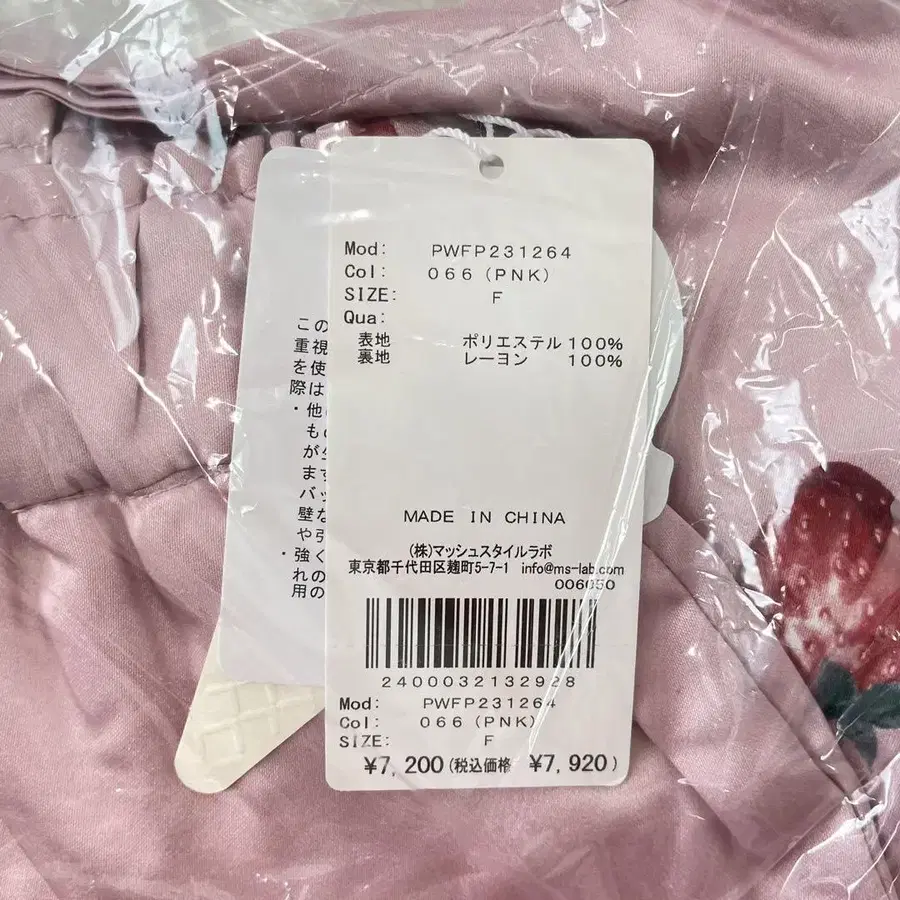 Mod: PWFP231264
Col: 066 (PNK)
SIZE: F
Qua:
表地 ポリエステル 100%
裏地 レーヨン 100%
MADE IN CHINA
(株)マッシュスタイルラボ
東京都千代田区麹町5-7-1 info@ms-lab.com
006050
2400032132928
Mod: PWFP231264
Col: 066 (PNK)
SIZE: F
¥7,200(税込価格 ¥7,920)
この
重視
を使
際は
・他
も
が
ます
バッ
壁な
や引
・強く
れの
用の